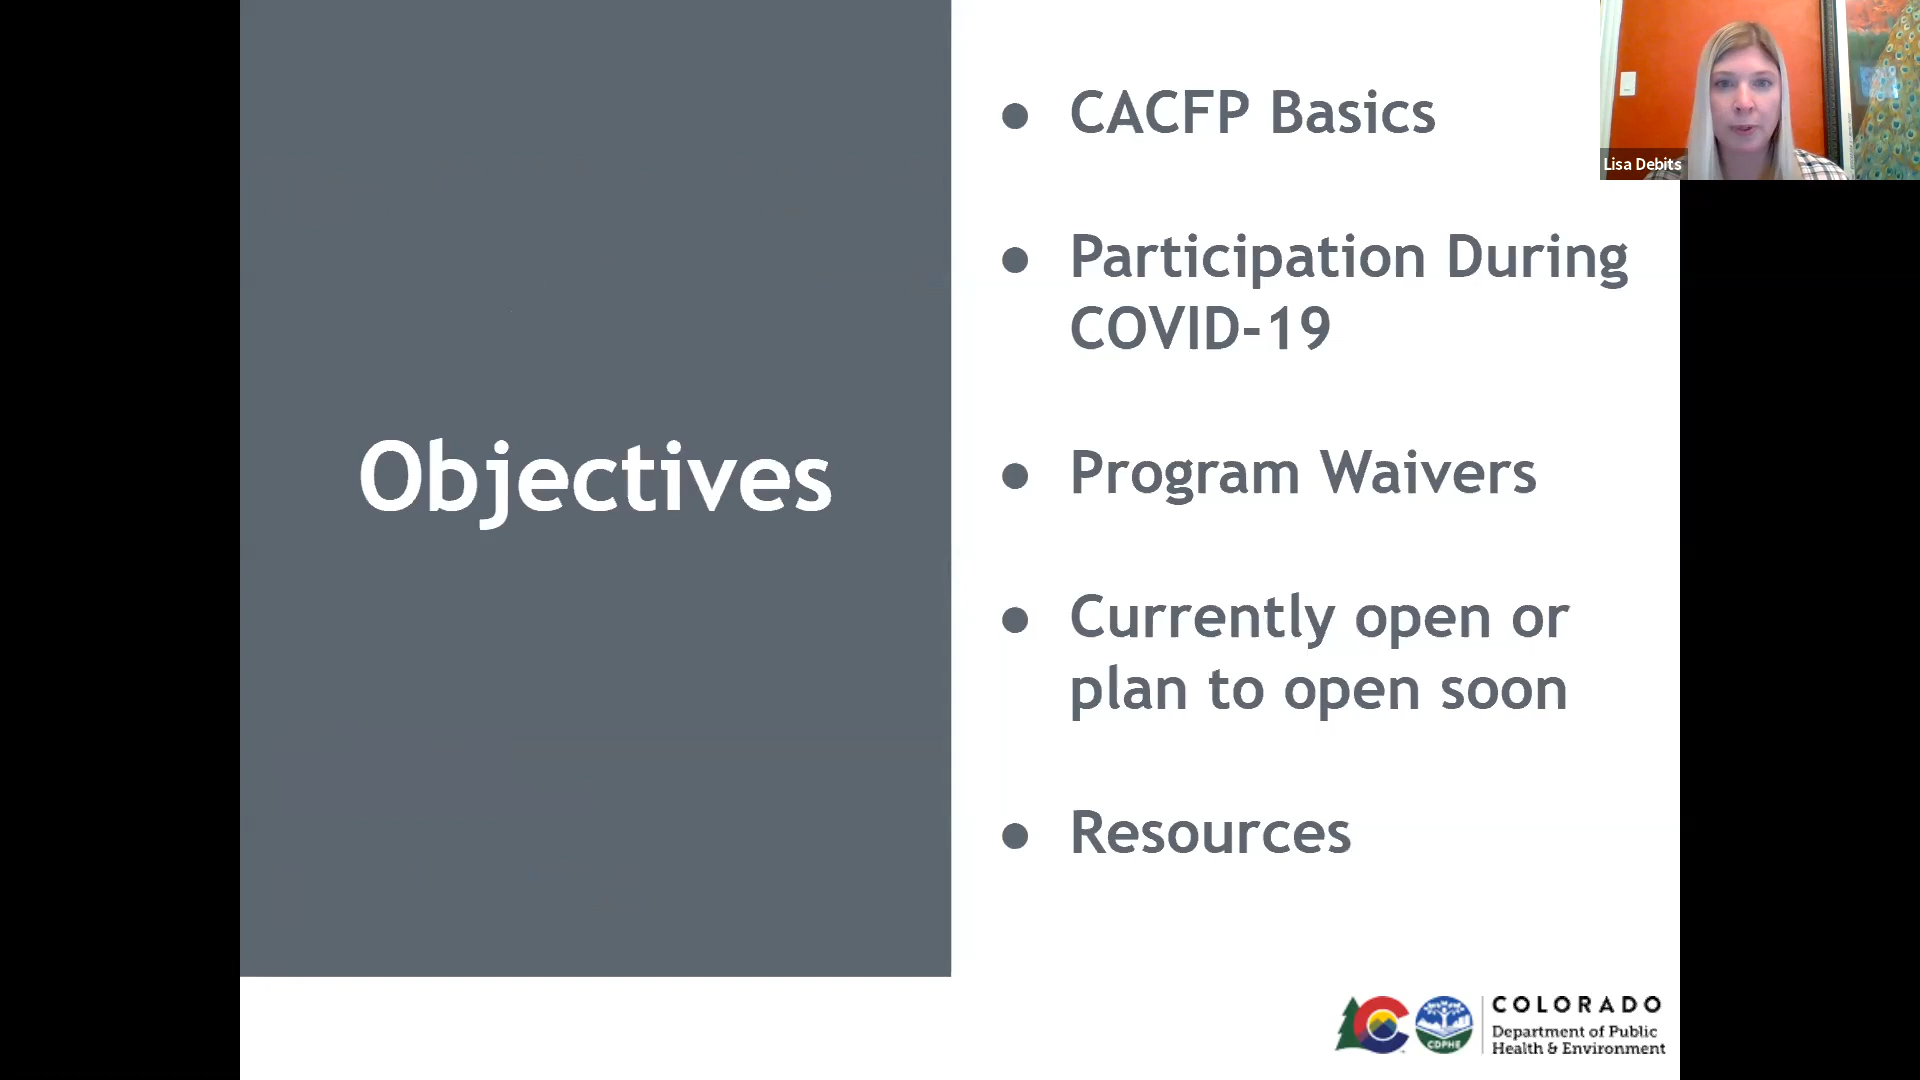 Objectives
● CACFP Basics
● Participation During
COVID-19
● Program Waivers
● Currently open or
plan to open soon
● Resources
Lisa Debits
CDPHE
COLORADO
Department of Public
Health & Environment